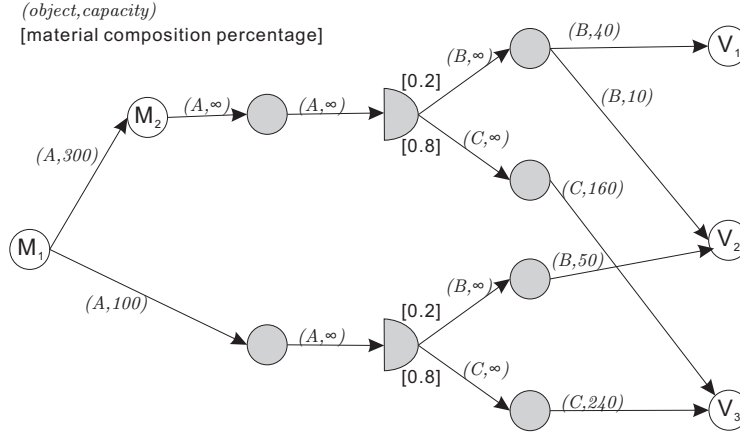 (object,capacity)
[material composition percentage]
(B,40)
V1
(B,∞)
[0.2]
(A,∞)
(A,∞)
M2
(B,10)
(C,∞)
[0.8]
(A,300)
(C,160)
M1
V2
(B,50)
(B,∞)
[0.2]
(A,100)
(A,∞)
(C,∞)
[0.8]
(C,240)
V3